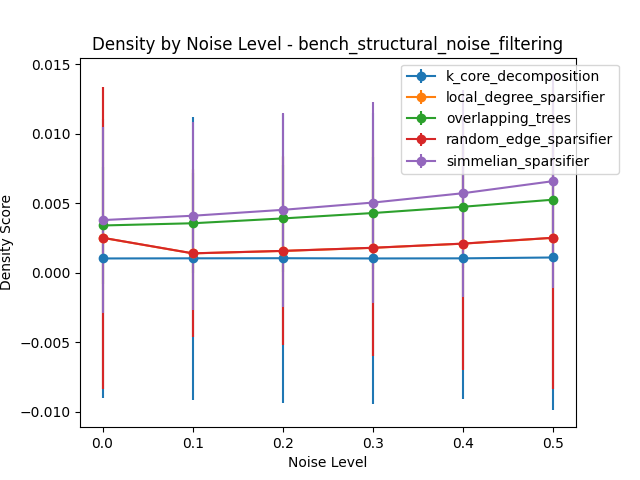 Density by Noise Level - bench_structural_noise_filtering
k_core_decomposition
local_degree_sparsifier
overlapping_trees
random_edge_sparsifier
simmelian_sparsifier
Density Score
0.015
0.010
0.005
0.000
−0.005
−0.010
0.0 0.1 0.2 0.3 0.4 0.5
Noise Level